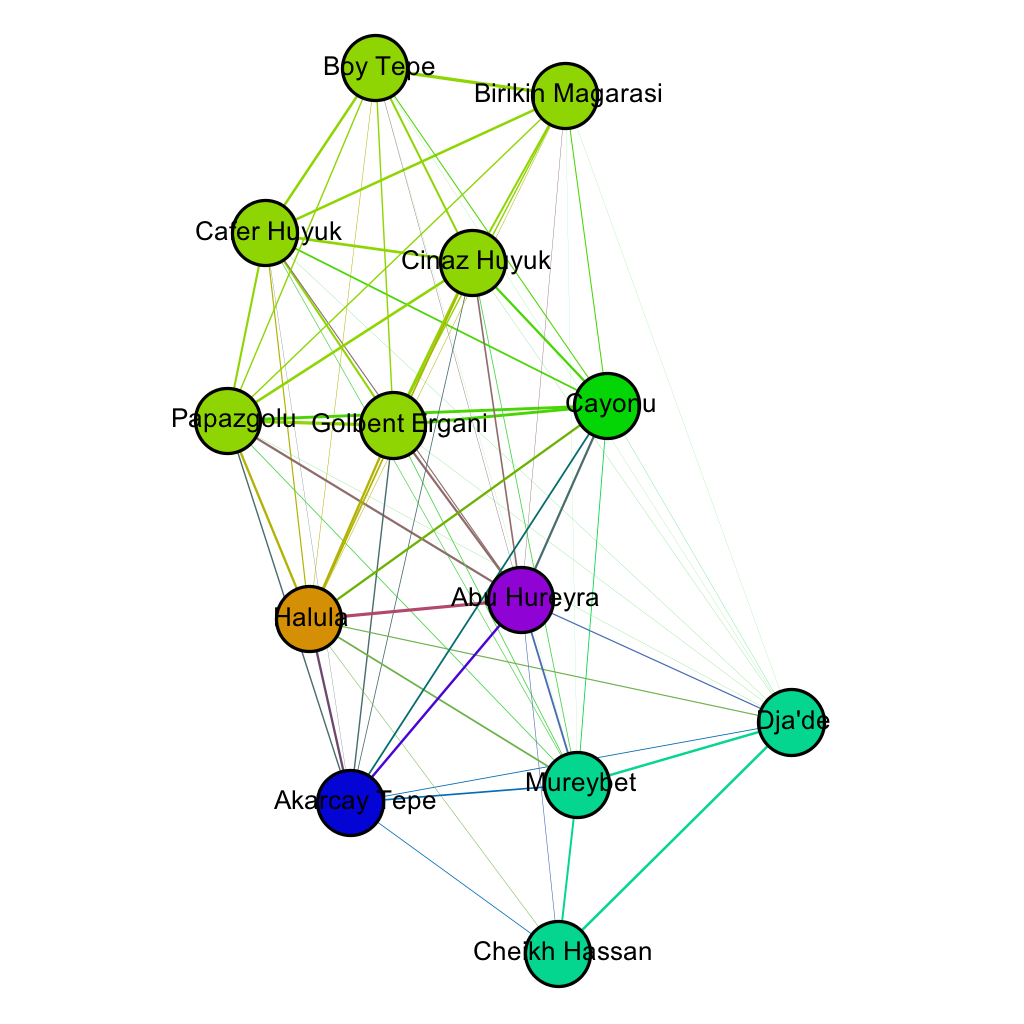 Boy Tepe
Birikin Magarasi
Cafer Huyuk
Cinaz Huyuk
Cayonu
Papazgolu
Golbent Ergani
Abu Hureyra
Halula
Dja'de
Mureybet
Akarcay Tepe
Cheikh Hassan